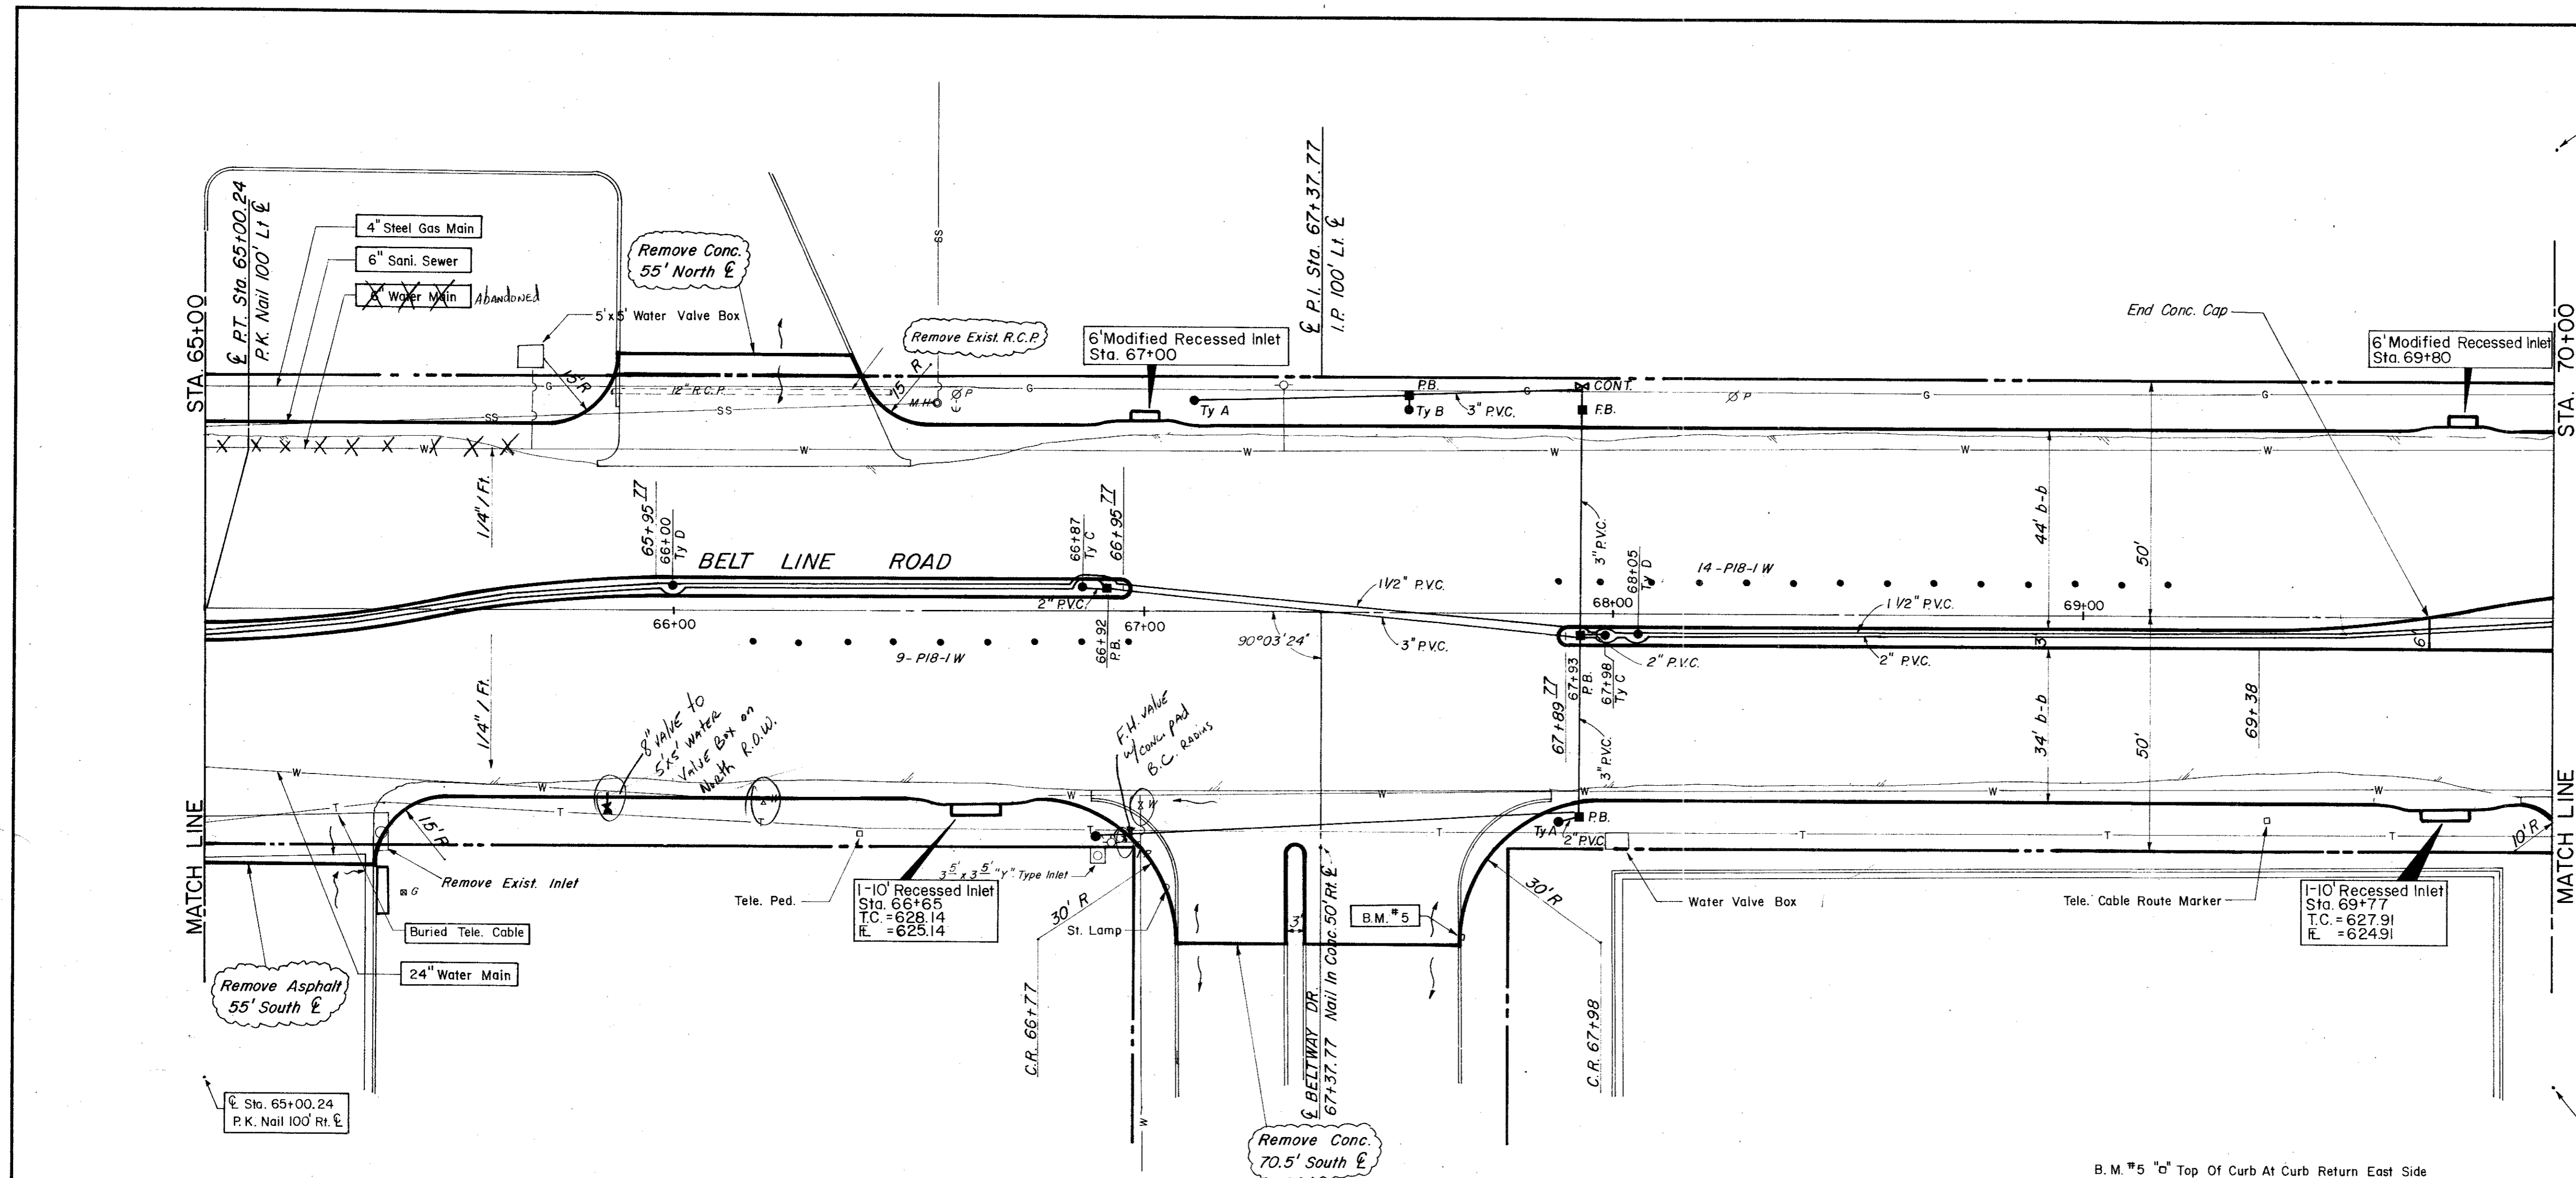 STA. 65+00
℄ P.T. Sta. 65+00.24
P.K. Nail 100' Lt ℄
4" Steel Gas Main
6" Sani. Sewer
6" Water Main
Abandoned
5'x5' Water Valve Box
Remove Conc.
55' North ℄
SS
Remove Exist. R.C.P.
6' Modified Recessed Inlet
Sta. 67+00
℄ P.I. Sta. 67+37.77
I.P. 100' Lt. ℄
End Conc. Cap
6' Modified Recessed Inlet
Sta. 69+80
STA. 70+00
G
15' R
12" R.C.P.
SS
SS
M.H.
P
15' R
G
Ty A
P.B.
Ty B
3" P.V.C.
G
CONT.
P.B.
P
G
G
W
W
W
W
W
W
1/4"/Ft.
65+95.77
66+00
Ty D
BELT LINE ROAD
66+87
Ty C
66+95.77
2" P.V.C.
66+92
P.B.
66+00
67+00
9-P18-1 W
90°03'24"
1 1/2" P.V.C.
3" P.V.C.
3" P.V.C.
68+05
Ty D
68+00
14-P18-1 W
1 1/2" P.V.C.
69+00
44' b-b
50'
2" P.V.C.
2" P.V.C.
3'
6'
67+89.77
67+93
P.B.
67+98
Ty C
3" P.V.C.
34' b-b
50'
69+38
1/4"/Ft.
8" valve to
5'x5' water
valve box on
North R.O.W.
F.H. valve
w/conc. pad
B.C. radius
MATCH LINE
W
T
15' R
W
T
W
T
W
W
W
W
W
T
T
T
T
P.B.
Ty A
2" P.V.C.
10' R
MATCH LINE
Remove Exist. Inlet
G
Buried Tele. Cable
24" Water Main
Remove Asphalt
55' South ℄
Tele. Ped.
3.5' x 3.5' "Y" Type Inlet
1-10' Recessed Inlet
Sta. 66+65
T.C. = 628.14
F͟L = 625.14
30' R
St. Lamp
3'
B.M. #5
30' R
Water Valve Box
Tele. Cable Route Marker
1-10' Recessed Inlet
Sta. 69+77
T.C. = 627.91
F͟L = 624.91
C.R. 66+77
℄ BELTWAY DR.
67+37.77 Nail In Conc. 50' Rt. ℄
C.R. 67+98
W
℄ Sta. 65+00.24
P.K. Nail 100' Rt. ℄
Remove Conc.
70.5' South ℄
B.M. #5 "□" Top Of Curb At Curb Return East Side